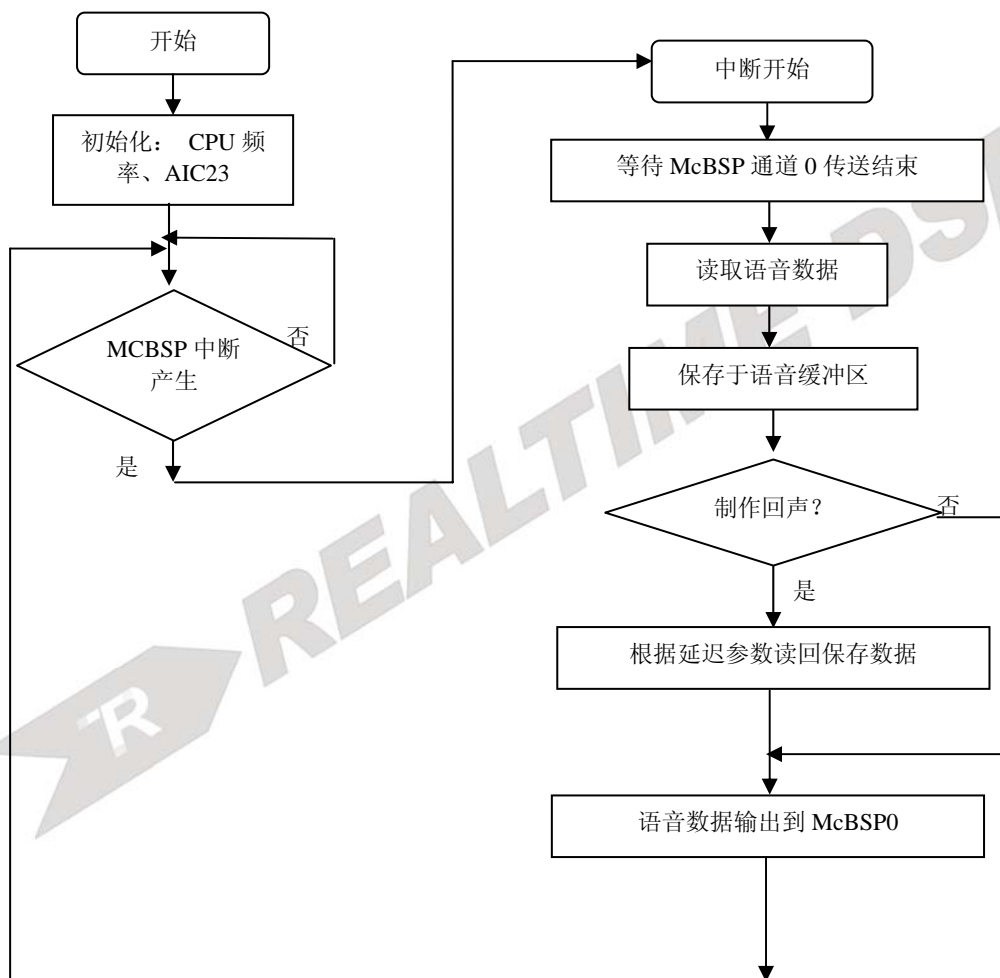 开始
初始化： CPU 频
率、AIC23
MCBSP 中断
产生
否
是
中断开始
等待 McBSP 通道 0 传送结束
读取语音数据
保存于语音缓冲区
制作回声？
否
是
根据延迟参数读回保存数据
语音数据输出到 McBSP0
TR REALTIME DS